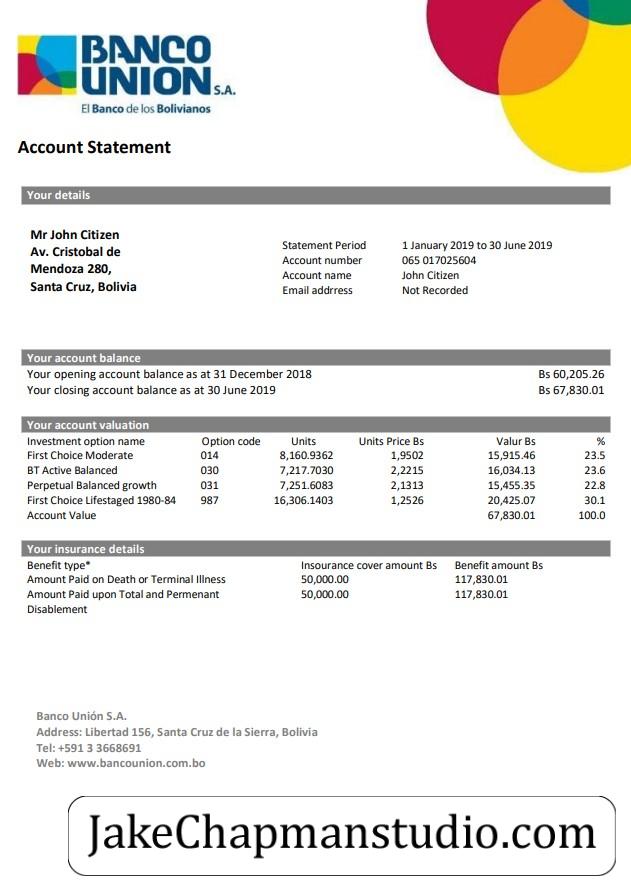 BANCO
UNION S.A.
El Banco de los Bolivianos
Account Statement
Your details
Mr John Citizen
Av. Cristobal de
Mendoza 280,
Santa Cruz, Bolivia
Statement Period 1 January 2019 to 30 June 2019
Account number 065 017025604
Account name John Citizen
Email adrress Not Recorded
Your account balance
Your opening account balance as at 31 December 2018 Bs 60,205.26
Your closing account balance as at 30 June 2019 Bs 67,830.01
Your account valuation
Investment option name Option code Units Units Price Bs Valur Bs %
First Choice Moderate 014 8,160.9362 1,9502 15,915.46 23.5
BT Active Balanced 030 7,217.7030 2,2215 16,034.13 23.6
Perpetual Balanced growth 031 7,251.6083 2,1313 15,455.35 22.8
First Choice Lifestaged 1980-84 987 16,306.1403 1,2526 20,425.07 30.1
Account Value 67,830.01 100.0
Your insurance details
Benefit type* Insourance cover amount Bs Benefit amount Bs
Amount Paid on Death or Terminal Illness 50,000.00 117,830.01
Amount Paid upon Total and Permenant 50,000.00 117,830.01
Disablement
Banco Unión S.A.
Address: Libertad 156, Santa Cruz de la Sierra, Bolivia
Tel: +591 3 3668691
Web: www.bancounion.com.bo
JakeChapmanstudio.com